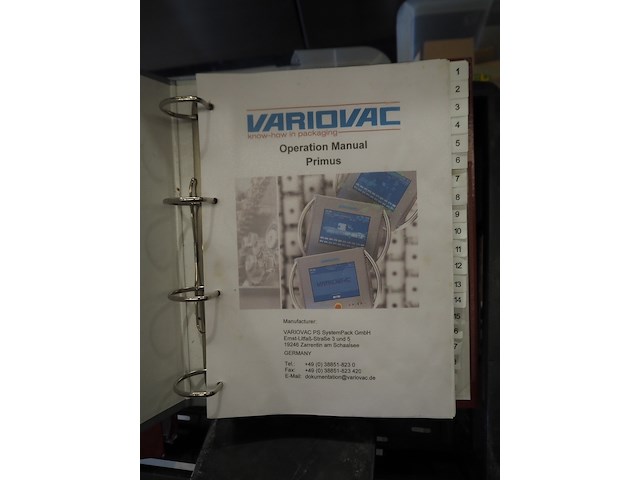 VARIOVAC
know-how in packaging
Operation Manual
Primus
VARIOVAC
Manufacturer:
VARIOVAC PS SystemPack GmbH
Ernst-Litfaß-Straße 3 und 5
19246 Zarrentin am Schaalsee
GERMANY
Tel.: +49 (0) 38851-823.0
Fax: +49 (0) 38851-823.420
E-Mail: dokumentation@variovac.de
1
2
3
4
5
6
7
8
9
10
11
12
13
14
15